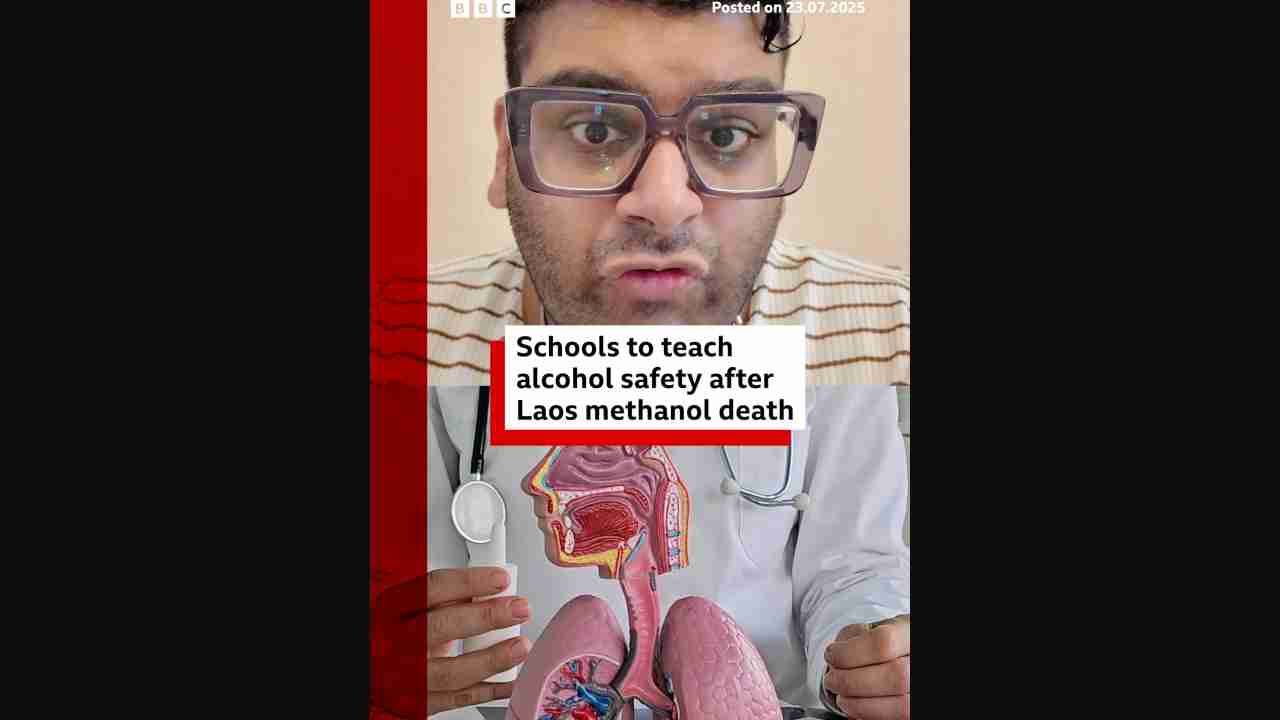 BBC
Posted on 23.07.2025
Schools to teach
alcohol safety after
Laos methanol death